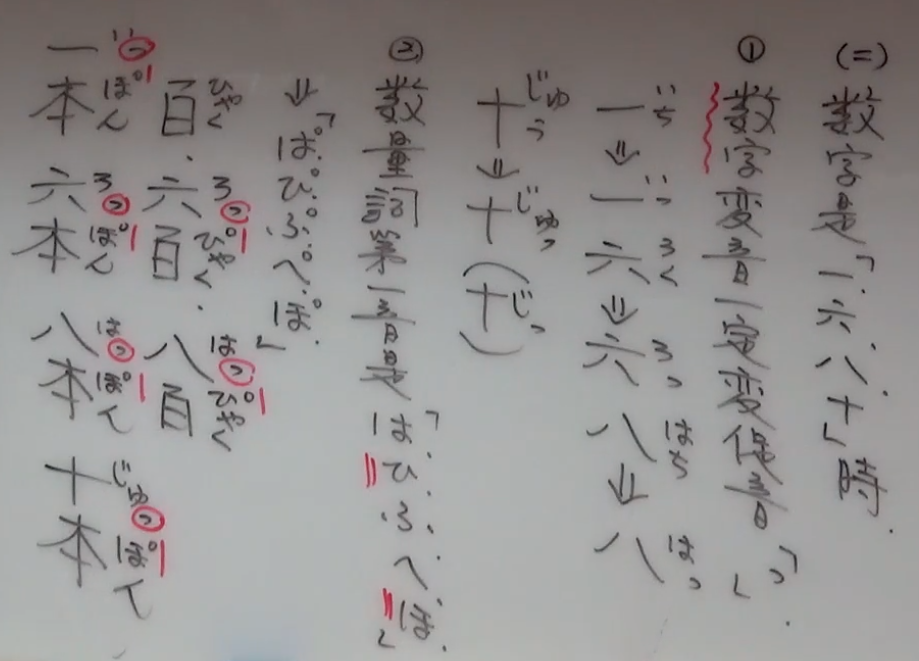 (二) 數字是「一六八十」時.
① 數字變音一定變促音「っ」.
いち いっ ろく ろっ はち はっ
一⇒一 六⇒六 八⇒八
じゅう じゅっ じっ
十⇒十(十)
② 數量詞第一音是「はひふへほ」
⇒「ぱぴぷぺぽ」
ひゃく ろっぴゃく はっぴゃく
百.六百.八百
いっぽん ろっぽん はっぽん じゅっぽん
一本 六本 八本 十本